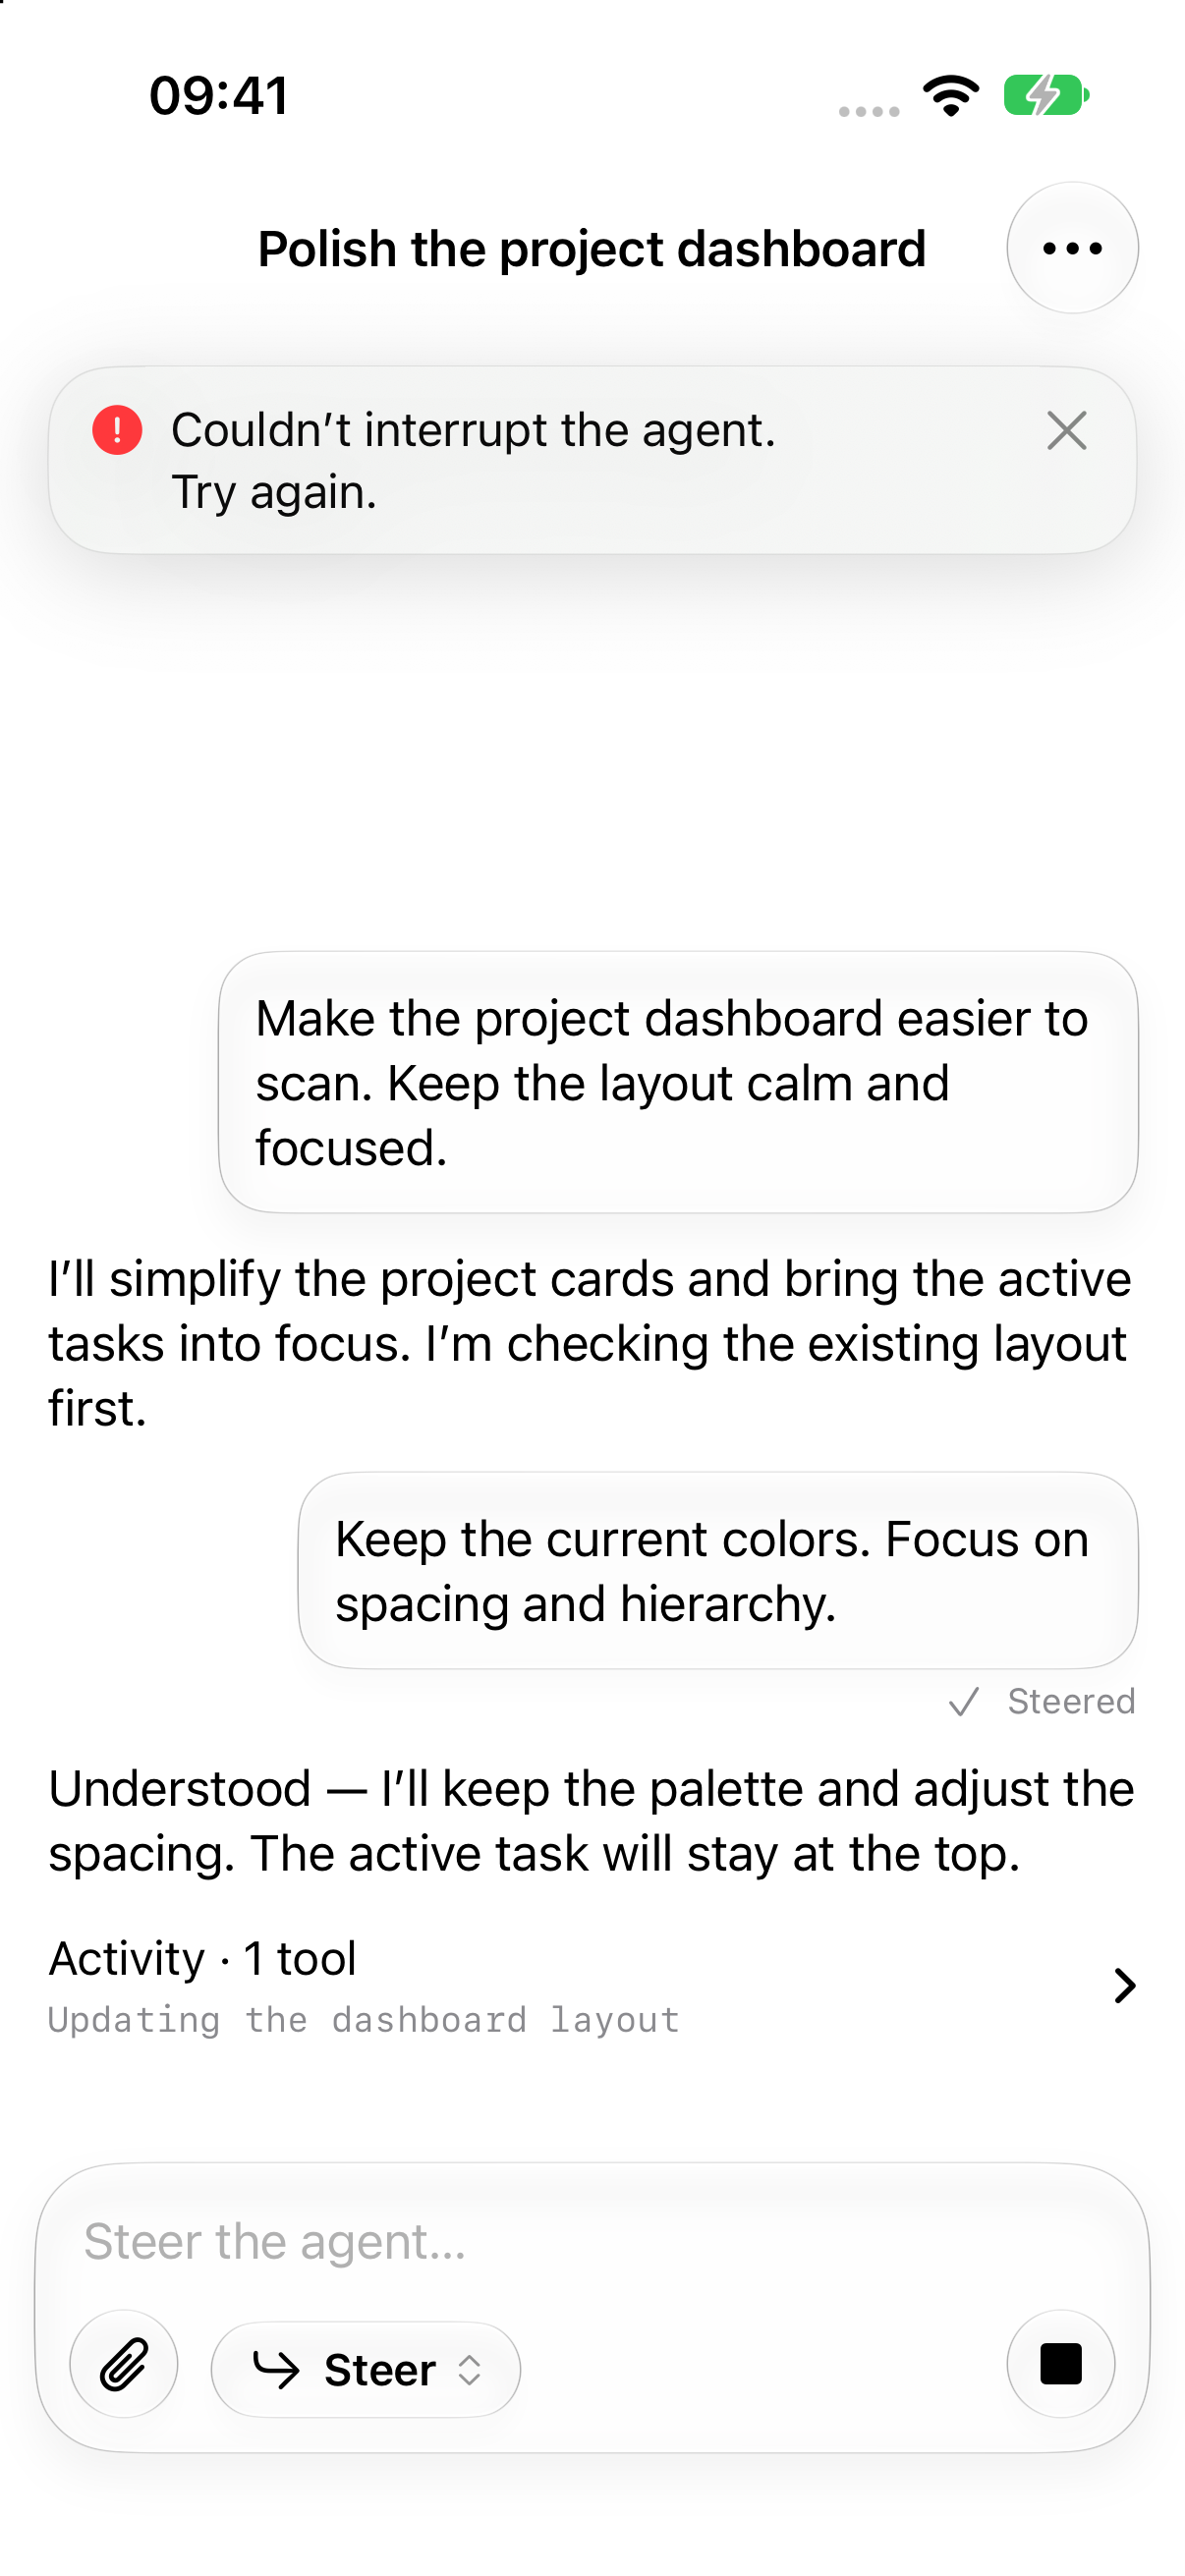 09:41
Polish the project dashboard
Couldn’t interrupt the agent.
Try again.
Make the project dashboard easier to
scan. Keep the layout calm and
focused.
I’ll simplify the project cards and bring the active
tasks into focus. I’m checking the existing layout
first.
Keep the current colors. Focus on
spacing and hierarchy.
Steered
Understood — I’ll keep the palette and adjust the
spacing. The active task will stay at the top.
Activity · 1 tool
Updating the dashboard layout
Steer the agent...
Steer